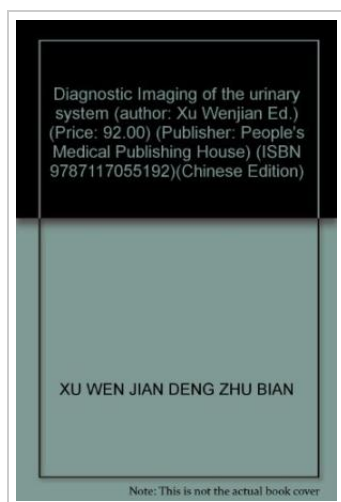 Diagnostic Imaging of the urinary
system (author: Xu Wenjian Ed.)
(Price: 92.00) (Publisher: People's
Medical Publishing House) (ISBN
9787117055192)(Chinese Edition)
XU WEN JIAN DENG ZHU BIAN
Note: This is not the actual book cover